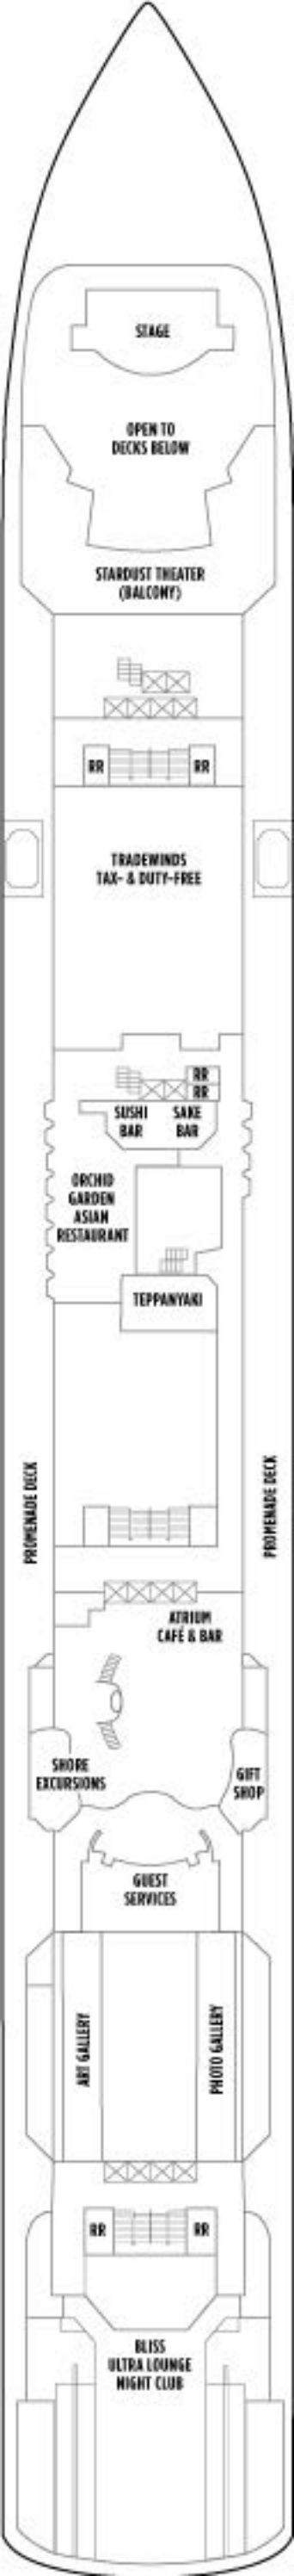 STAGE
OPEN TO
DECKS BELOW
STARDUST THEATER
(BALCONY)
RR
RR
TRADEWINDS
TAX- & DUTY-FREE
RR
RR
SUSHI
BAR
SAKE
BAR
ORCHID
GARDEN
ASIAN
RESTAURANT
TEPPANYAKI
PROMENADE DECK
PROMENADE DECK
ATRIUM
CAFÉ & BAR
SHORE
EXCURSIONS
GIFT
SHOP
GUEST
SERVICES
ART GALLERY
PHOTO GALLERY
RR
RR
BLISS
ULTRA LOUNGE
NIGHT CLUB